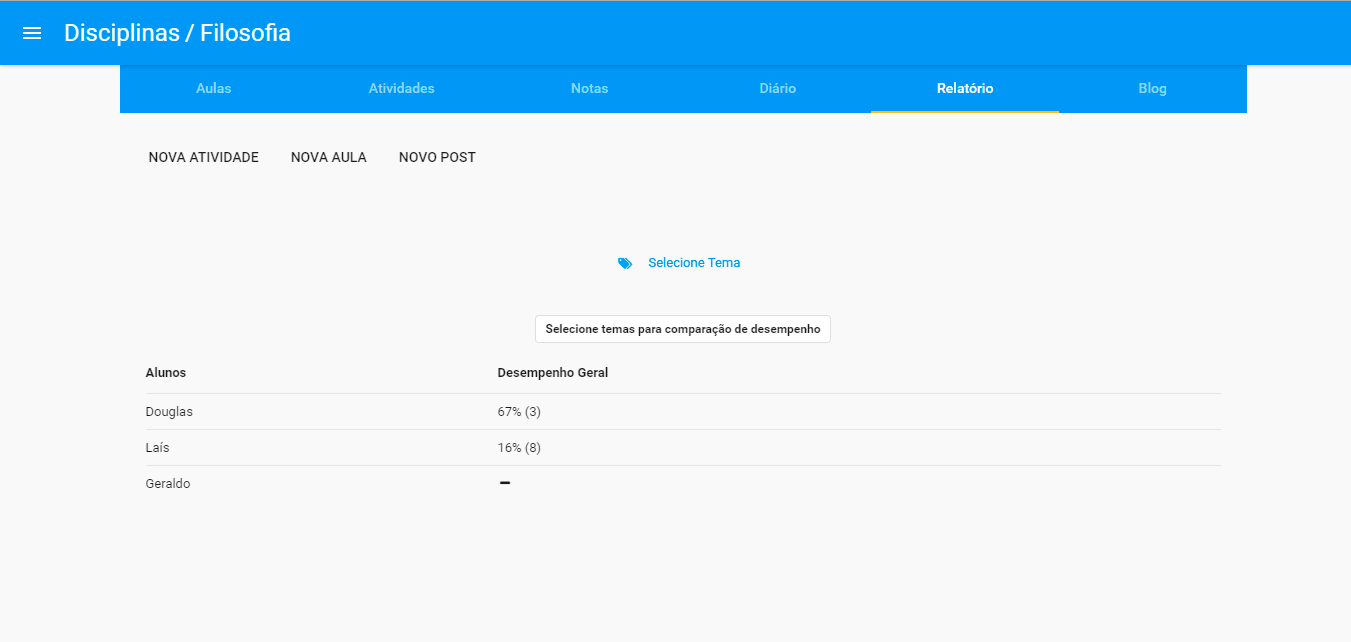 Disciplinas / Filosofia
Aulas Atividades Notas Diário Relatório Blog
NOVA ATIVIDADE NOVA AULA NOVO POST
Selecione Tema
Selecione temas para comparação de desempenho
Alunos Desempenho Geral
Douglas 67% (3)
Laís 16% (8)
Geraldo –